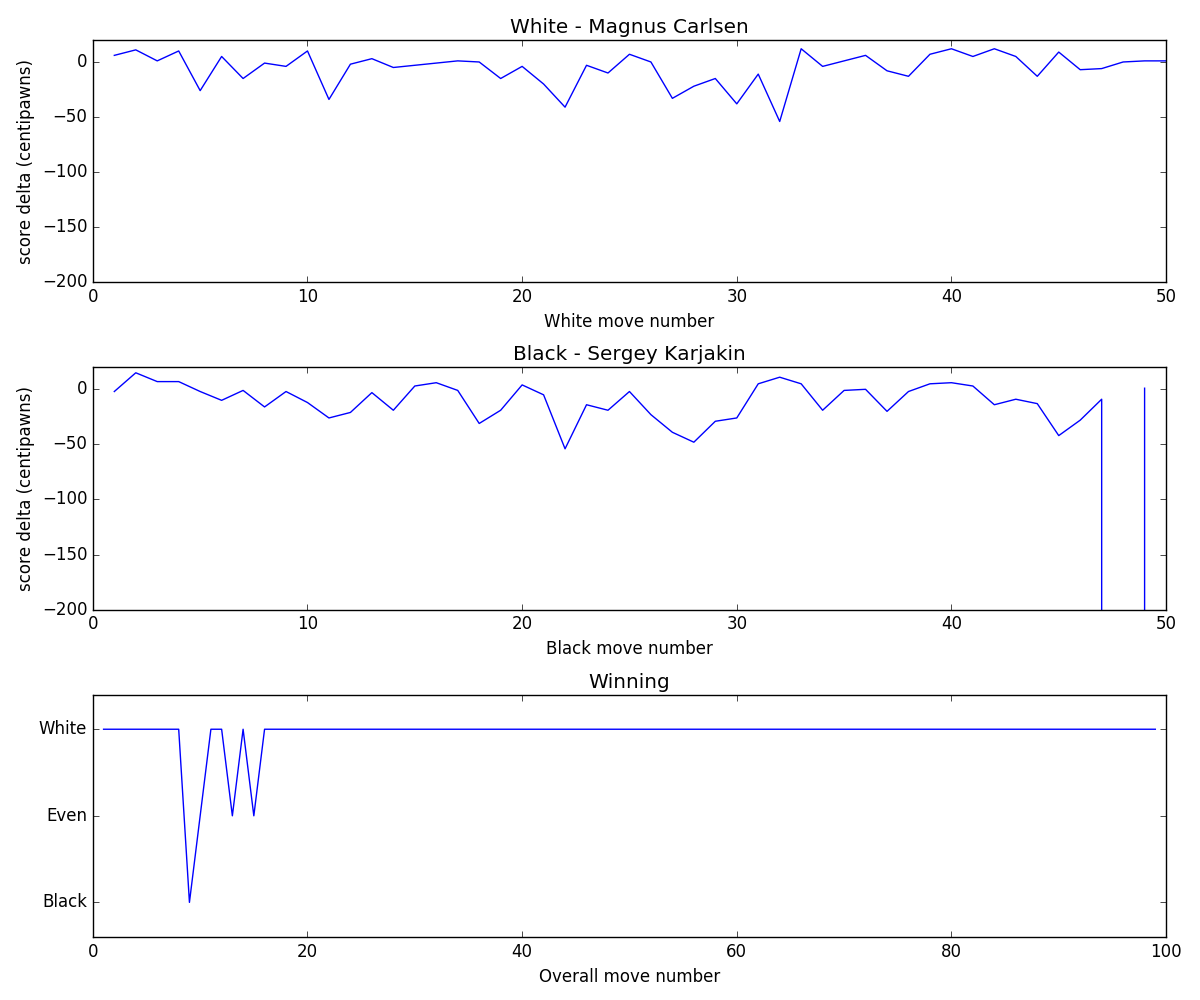 White - Magnus Carlsen
score delta (centipawns)
0
−50
−100
−150
−200
0 10 20 30 40 50
White move number
Black - Sergey Karjakin
score delta (centipawns)
0
−50
−100
−150
−200
0 10 20 30 40 50
Black move number
Winning
White
Even
Black
0 20 40 60 80 100
Overall move number